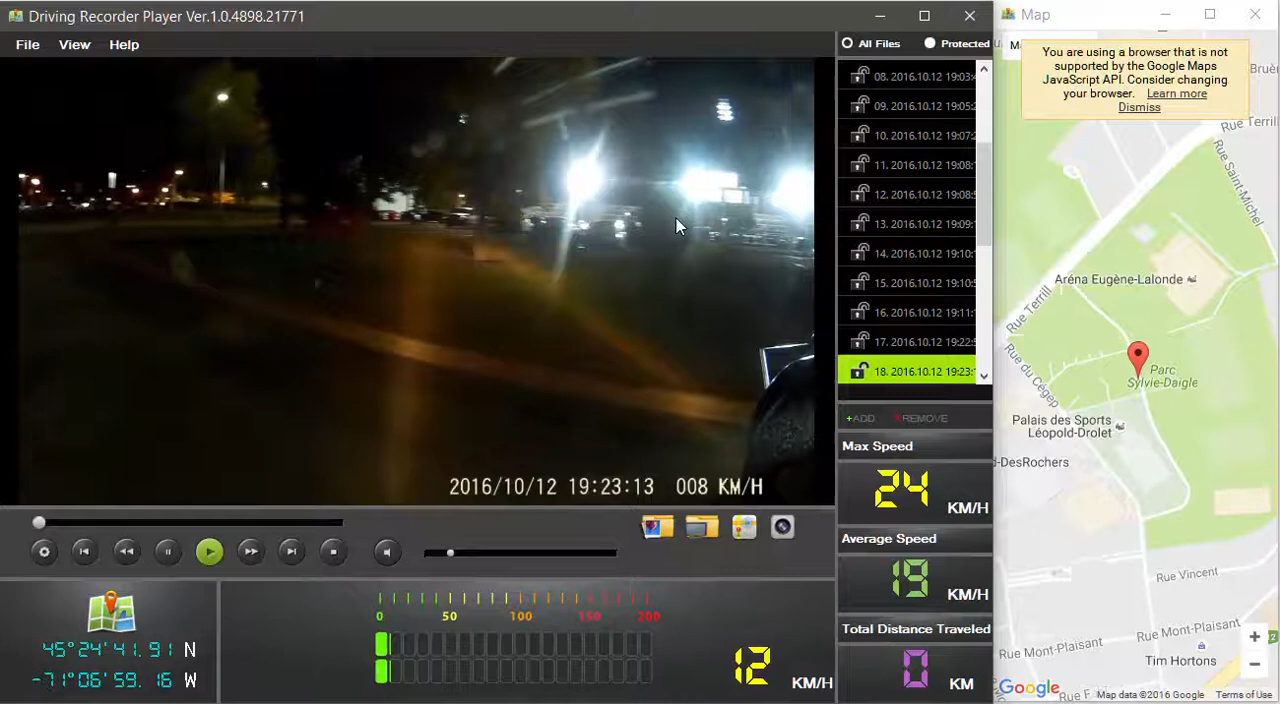 Driving Recorder Player Ver.1.0.4898.21771
File View Help
All Files Protected
08. 2016.10.12 19:03:
09. 2016.10.12 19:05:
10. 2016.10.12 19:07:
11. 2016.10.12 19:08:
12. 2016.10.12 19:08:
13. 2016.10.12 19:09:
14. 2016.10.12 19:10:
15. 2016.10.12 19:10:
16. 2016.10.12 19:11:
17. 2016.10.12 19:22:
18. 2016.10.12 19:23:
+ADD REMOVE
2016/10/12 19:23:13 008 KM/H
Max Speed
24 KM/H
Average Speed
19 KM/H
Total Distance Traveled
0 KM
0 50 100 150 200
12 KM/H
45°24'41.91 N
-71°06'59.16 W
Map
You are using a browser that is not
supported by the Google Maps
JavaScript API. Consider changing
your browser. Learn more
Dismiss
Rue Terrill
Rue Saint-Michel
Aréna Eugène-Lalonde
Rue Terrill
Rue du Cégep
Parc
Sylvie-Daigle
Palais des Sports
Léopold-Drolet
d-DesRochers
Rue Vincent
Rue Mont-Plaisant
Rue Mont-Plaisant
Tim Hortons
Google
Map data ©2016 Google Terms of Use